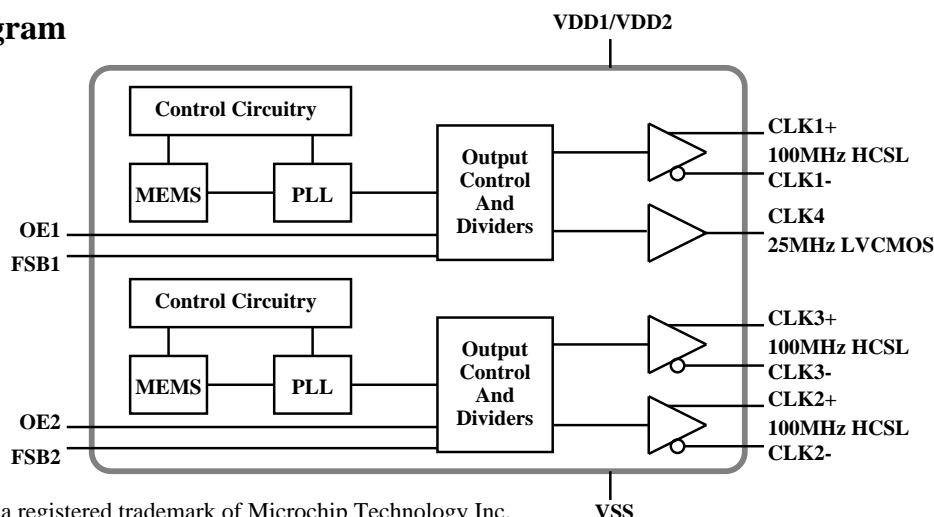 gram
VDD1/VDD2
Control Circuitry
MEMS
PLL
Output
Control
And
Dividers
OE1
FSB1
CLK1+
100MHz HCSL
CLK1-
CLK4
25MHz LVCMOS
Control Circuitry
MEMS
PLL
Output
Control
And
Dividers
OE2
FSB2
CLK3+
100MHz HCSL
CLK3-
CLK2+
100MHz HCSL
CLK2-
VSS
a registered trademark of Microchip Technology Inc.